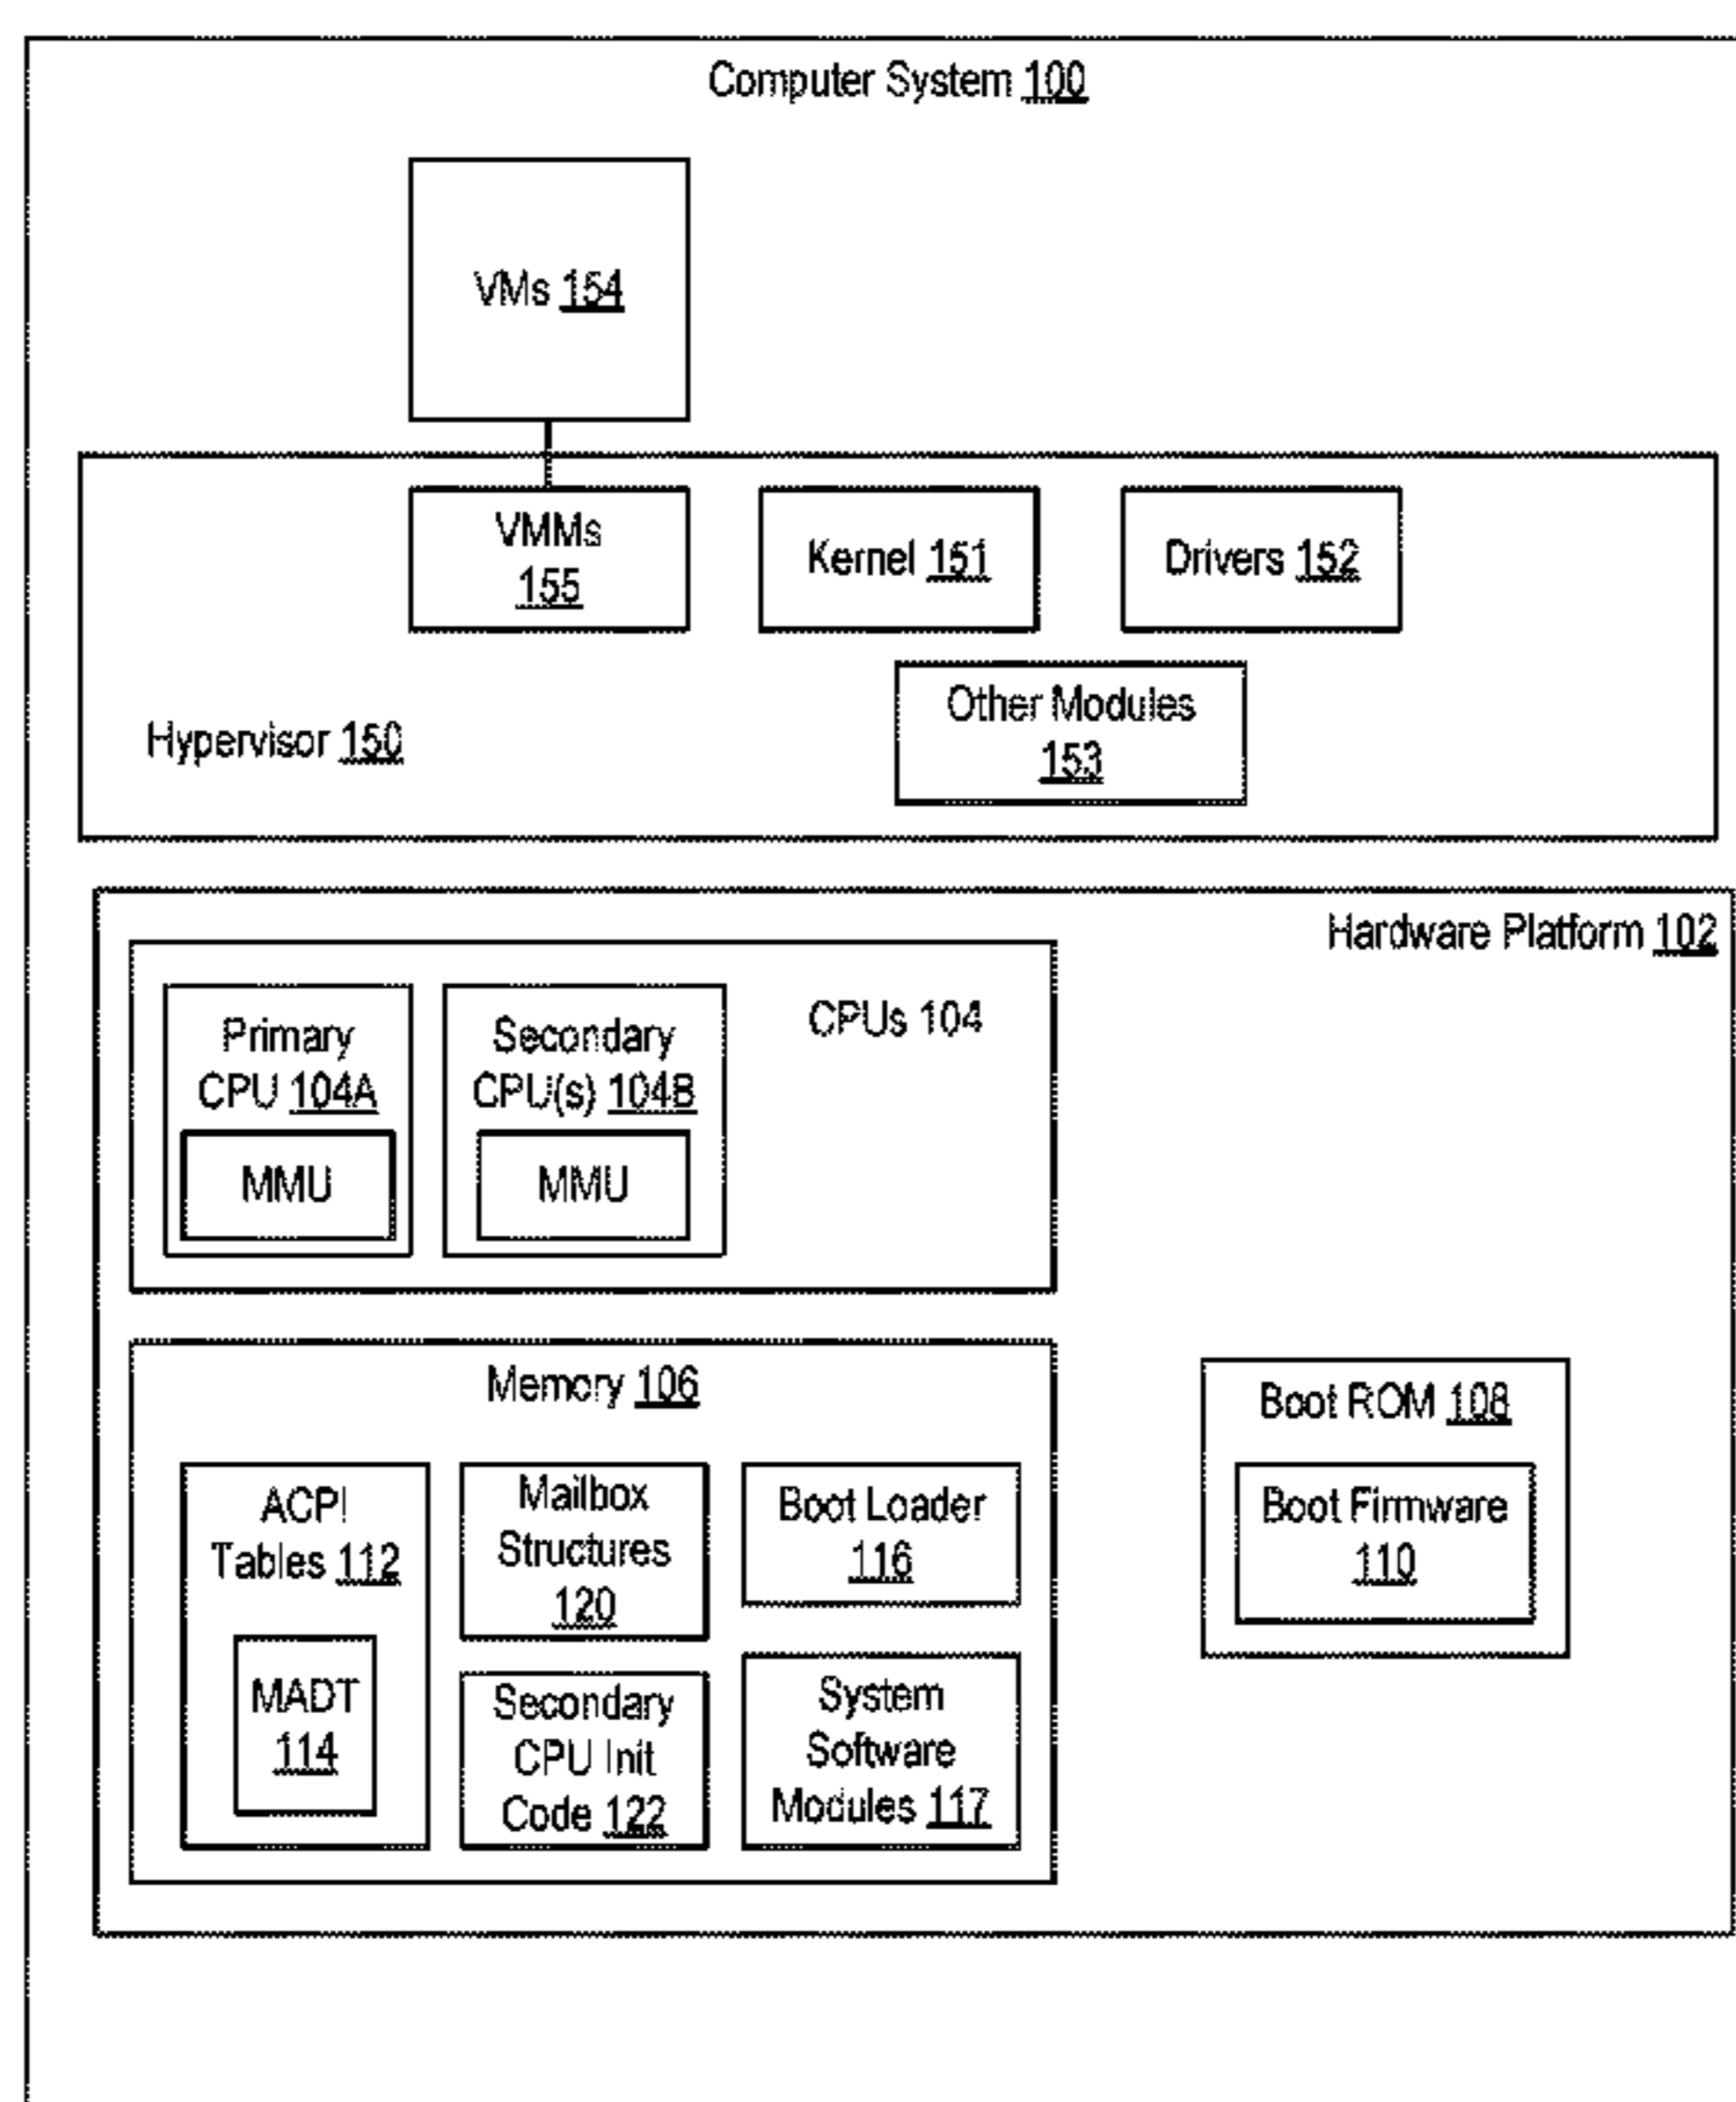 Computer System 100
VMs 154
VMMs
155
Kernel 151
Drivers 152
Other Modules
153
Hypervisor 150
Hardware Platform 102
CPUs 104
Primary
CPU 104A
MMU
Secondary
CPU(s) 104B
MMU
Memory 106
ACPI
Tables 112
MADT
114
Mailbox
Structures
120
Secondary
CPU Init
Code 122
Boot Loader
116
System
Software
Modules 117
Boot ROM 108
Boot Firmware
110